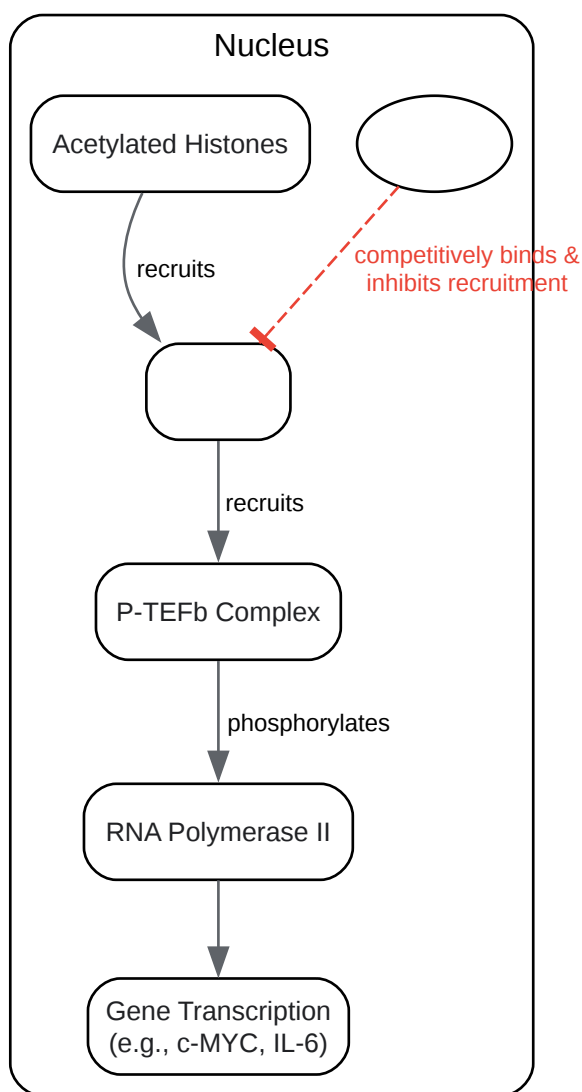 Nucleus
Acetylated Histones
recruits
competitively binds &
inhibits recruitment
recruits
P-TEFb Complex
phosphorylates
RNA Polymerase II
Gene Transcription
(e.g., c-MYC, IL-6)